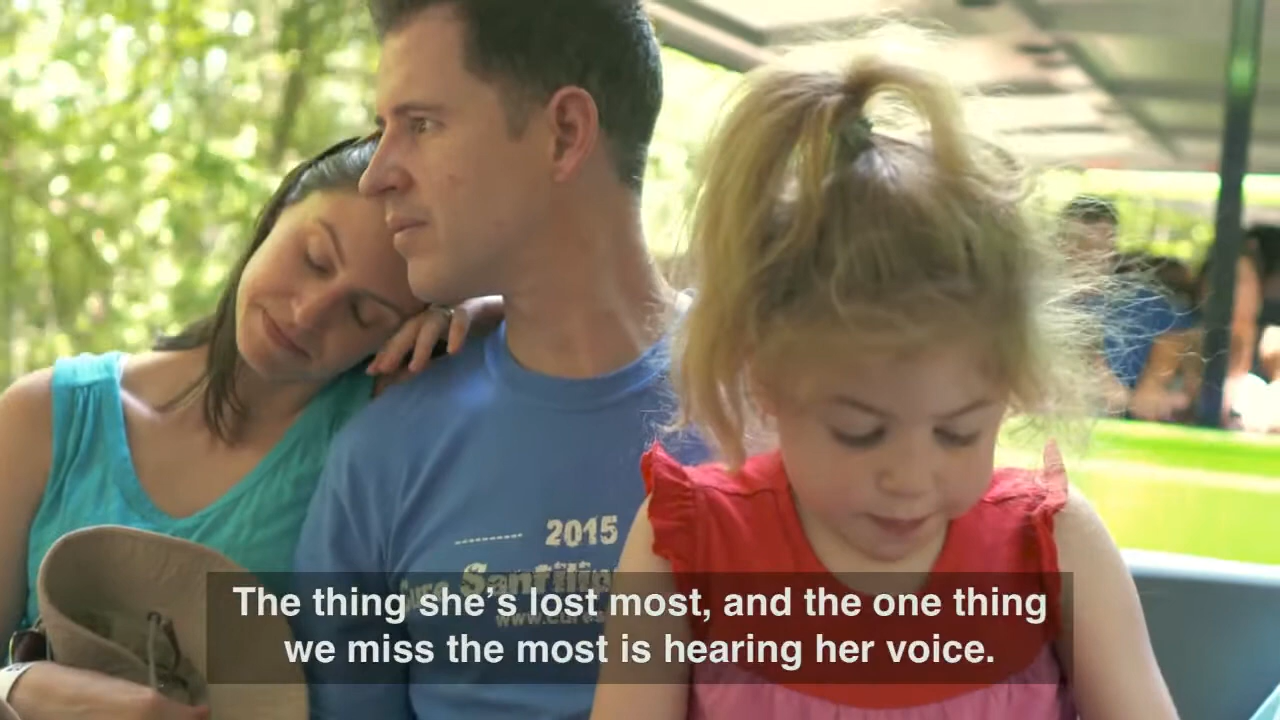 2015
The thing she's lost most, and the one thing
we miss the most is hearing her voice.